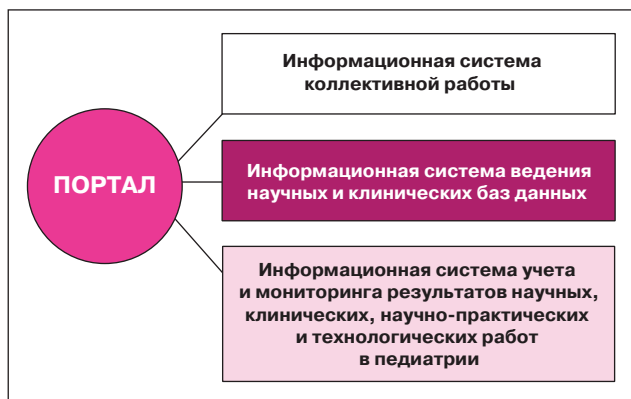 Информационная система
коллективной работы
ПОРТАЛ
Информационная система ведения
научных и клинических баз данных
Информационная система учета
и мониторинга результатов научных,
клинических, научно-практических
и технологических работ
в педиатрии